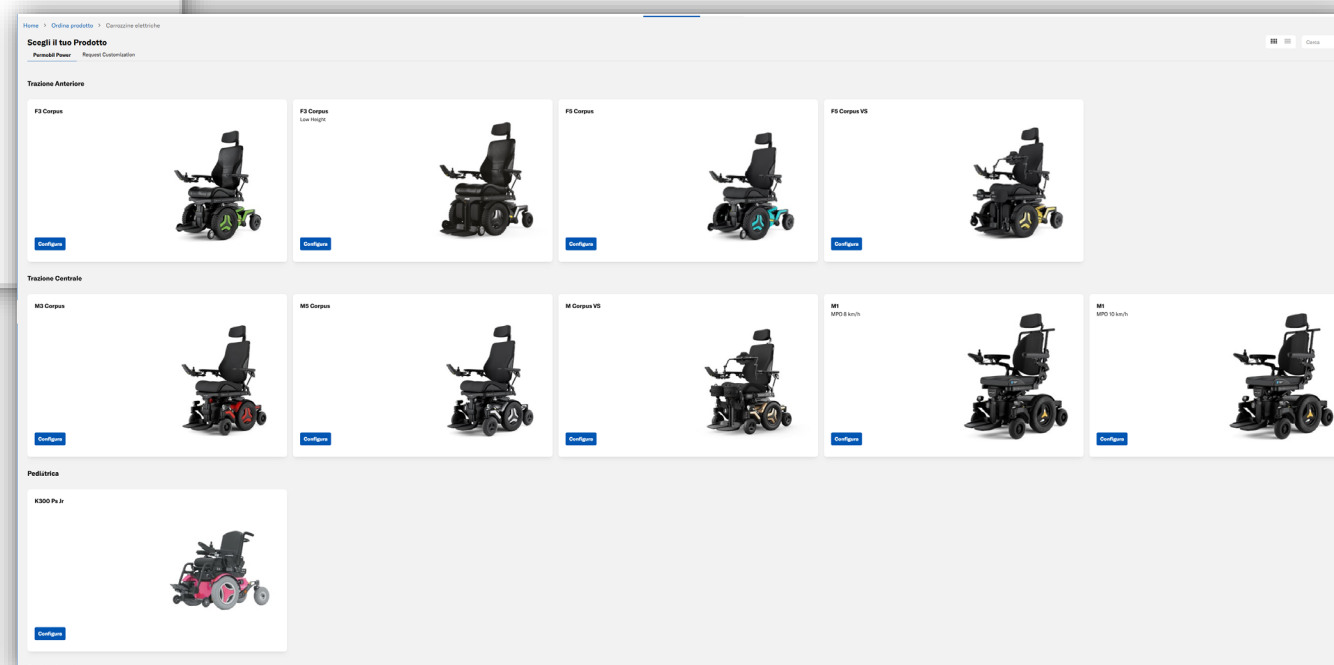 Home > Ordina prodotto > Carrozzine elettriche
Scegli il tuo Prodotto
Permobil Power Request Customization
Cerca
Trazione Anteriore
F3 Corpus
F3 Corpus
Low Height
F5 Corpus
F5 Corpus VS
Configura
Configura
Configura
Configura
Trazione Centrale
M3 Corpus
M5 Corpus
M Corpus VS
M1
MPO 6 km/h
M1
MPO 10 km/h
Configura
Configura
Configura
Configura
Configura
Pediátrica
K300 Ps Jr
Configura